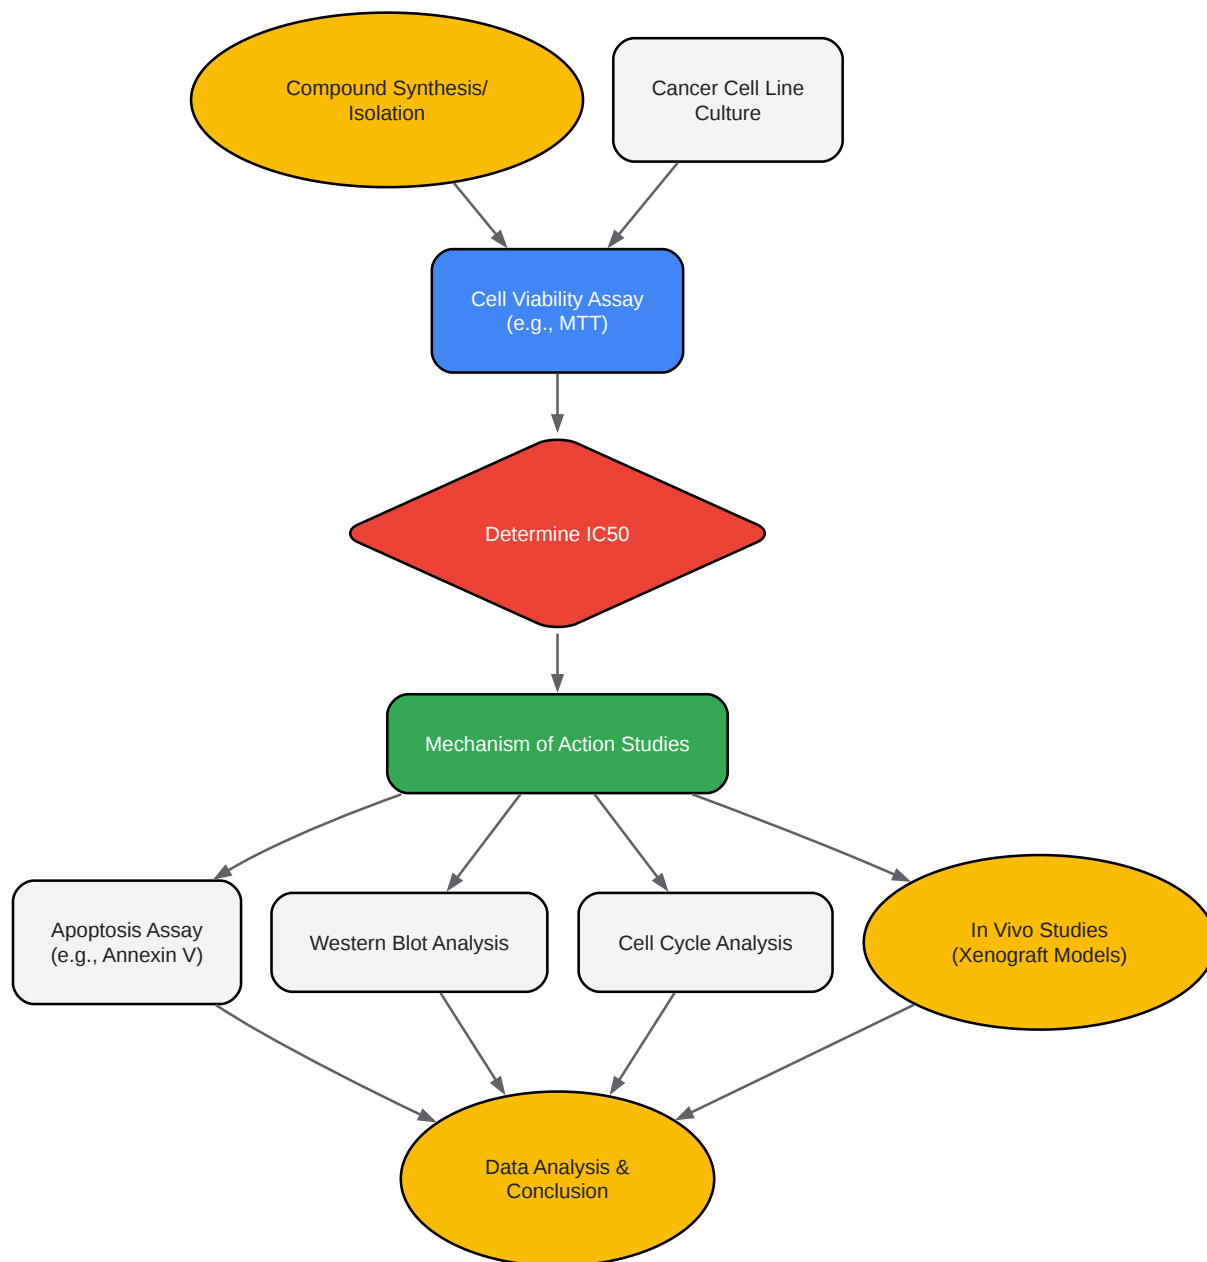 Compound Synthesis/
Isolation
Cancer Cell Line
Culture
Cell Viability Assay
(e.g., MTT)
Determine IC50
Mechanism of Action Studies
Apoptosis Assay
(e.g., Annexin V)
Western Blot Analysis
Cell Cycle Analysis
In Vivo Studies
(Xenograft Models)
Data Analysis &
Conclusion